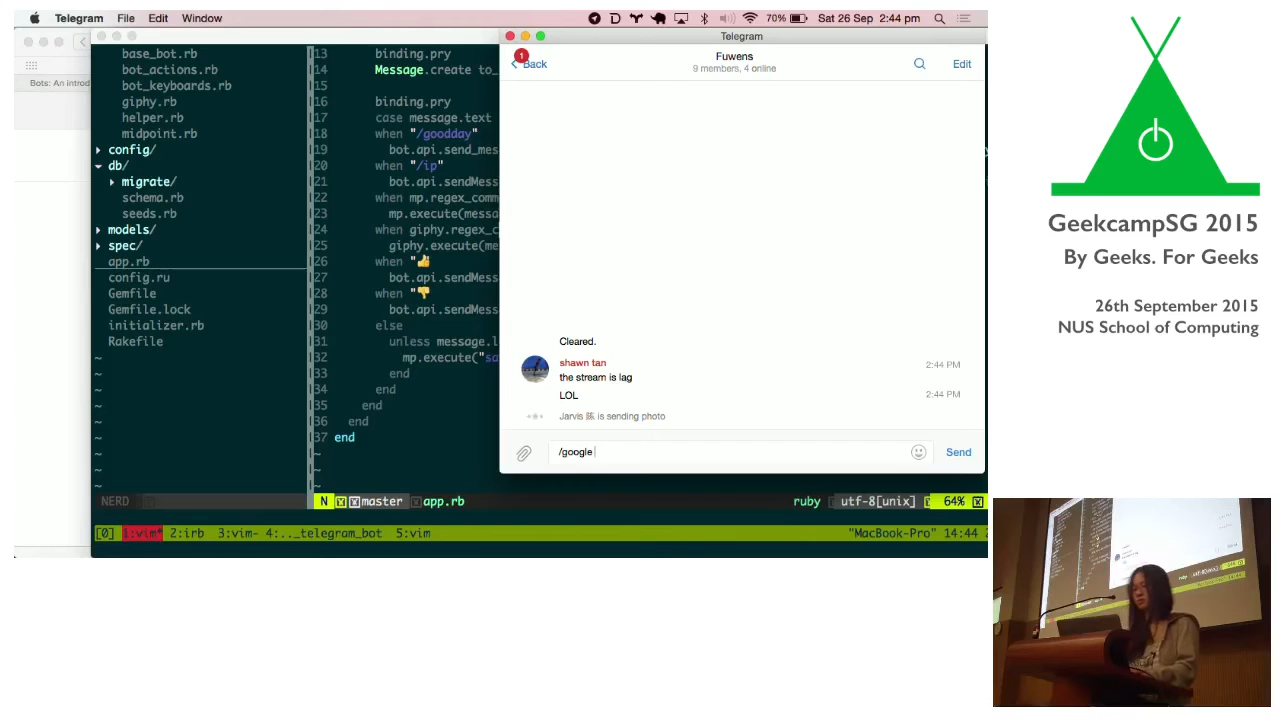 Telegram File Edit Window
70% Sat 26 Sep 2:44 pm
Bots: An introd
base_bot.rb
bot_actions.rb
bot_keyboards.rb
giphy.rb
helper.rb
midpoint.rb
config/
db/
migrate/
schema.rb
seeds.rb
models/
spec/
app.rb
config.ru
Gemfile
Gemfile.lock
initializer.rb
Rakefile
~
~
~
~
~
~
~
~
~
13 binding.pry
14 Message.create to_
15
16 binding.pry
17 case message.text
18 when "/goodday"
19 bot.api.send_mes
20 when "/ip"
21 bot.api.sendMess
22 when mp.regex_comm
23 mp.execute(messa
24 when giphy.regex_c
25 giphy.execute(me
26 when "👍
27 bot.api.sendMess
28 when "👎
29 bot.api.sendMess
30 else
31 unless message.l
32 mp.execute("sa
33 end
34 end
35 end
36 end
37 end
~
~
~
NERD
N master app.rb
ruby utf-8[unix] 64%
[0] 1:vim* 2:irb 3:vim- 4:.._telegram_bot 5:vim
"MacBook-Pro" 14:44 2
Telegram
1
Back
Fuwens
9 members, 4 online
Edit
Cleared.
shawn tan 2:44 PM
the stream is lag
LOL 2:44 PM
Jarvis 陈 is sending photo
/google
Send
GeekcampSG 2015
By Geeks. For Geeks
26th September 2015
NUS School of Computing